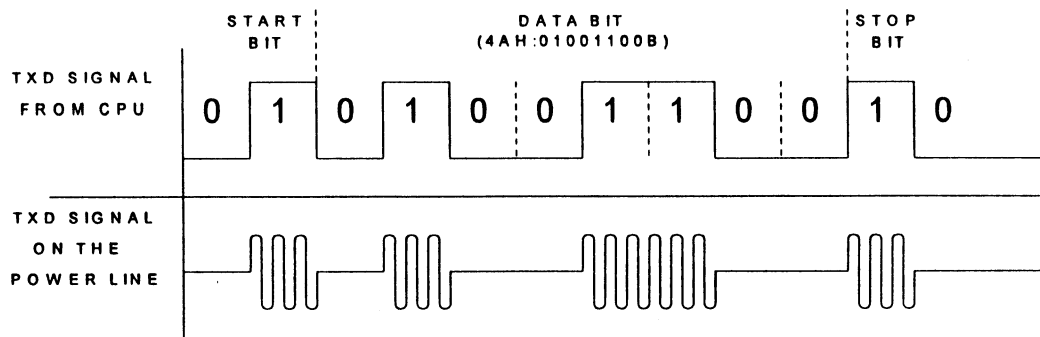 START BIT
DATA BIT
(4AH:01001100B)
STOP BIT
TXD SIGNAL
FROM CPU
0 1 0 1 0 0 1 1 0 0 1 0
TXD SIGNAL
ON THE
POWER LINE